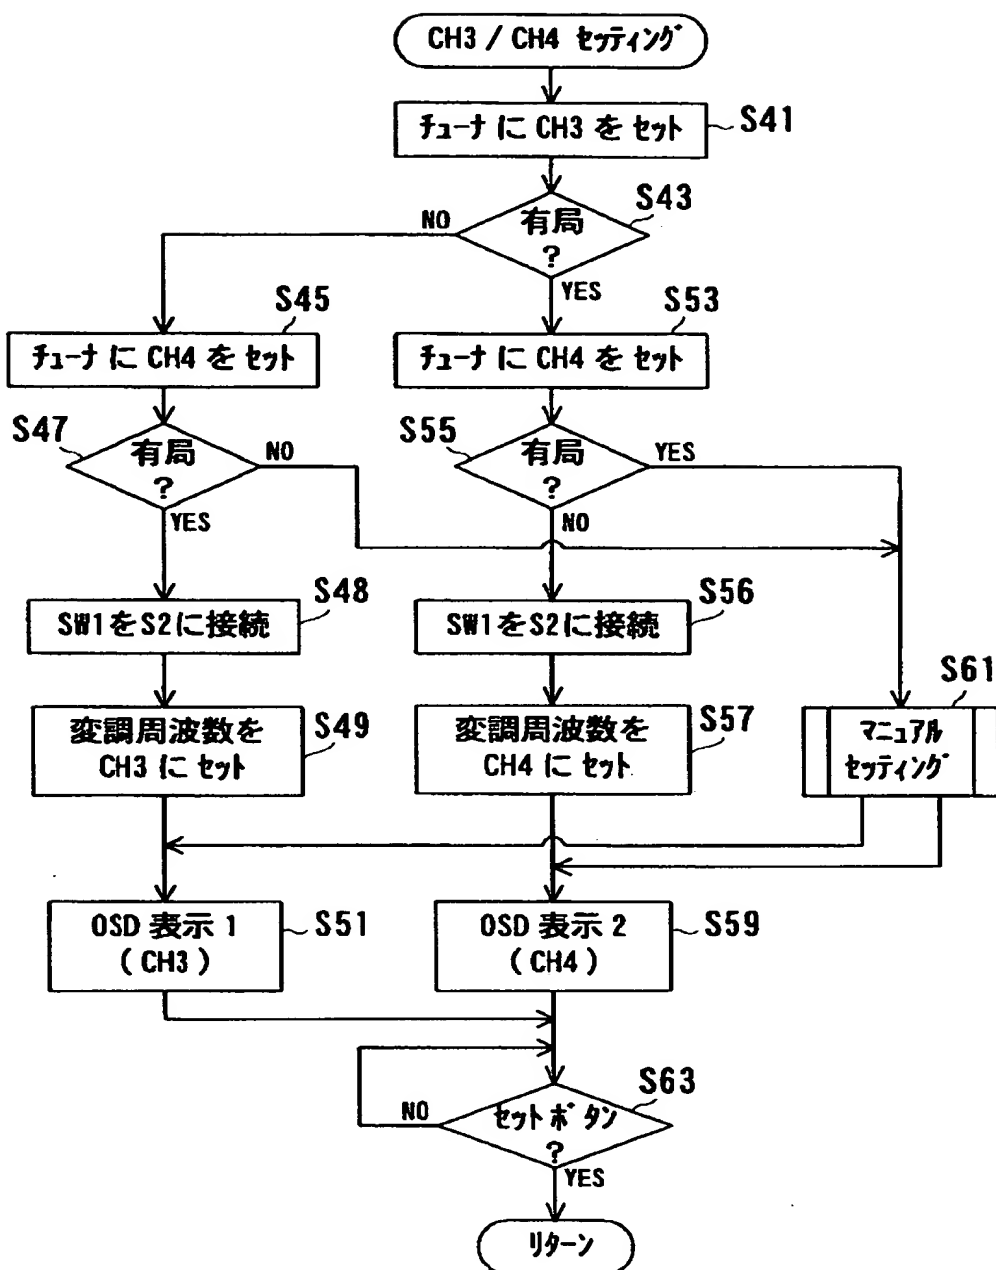 CH3 / CH4 セッティング
チューナに CH3 をセット
S41
有局
?
S43
NO
YES
S45
チューナに CH4 をセット
S53
チューナに CH4 をセット
S47
有局
?
NO
YES
S55
有局
?
YES
NO
S48
SW1をS2に接続
S56
SW1をS2に接続
S49
変調周波数を
CH3 にセット
S57
変調周波数を
CH4 にセット
S61
マニュアル
セッティング
OSD 表示 1
( CH3 )
S51
OSD 表示 2
( CH4 )
S59
S63
セットボタン
?
NO
YES
リターン